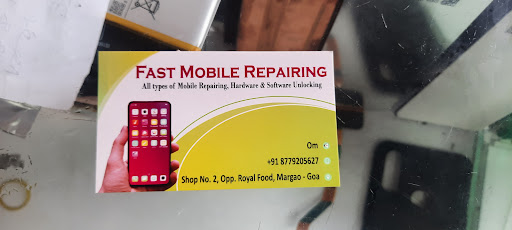 FAST MOBILE REPAIRING
All types of Mobile Repairing, Hardware & Software Unlocking
Om
+91 8779205627
Shop No. 2, Opp. Royal Food, Margao - Goa